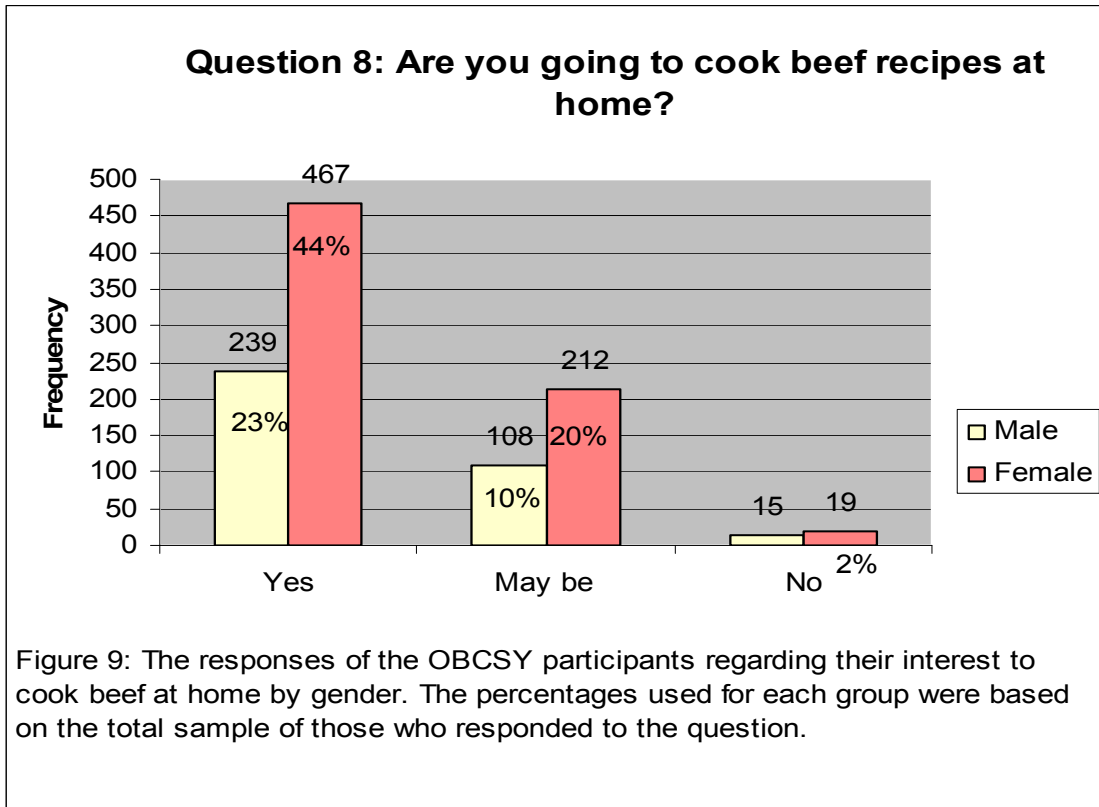 Question 8: Are you going to cook beef recipes at
home?
500
450
400
350
300
250
200
150
100
50
0
Frequency
467
44%
239
23%
212
108
20%
10%
15
19
2%
Yes
May be
No
Male
Female
Figure 9: The responses of the OBCSY participants regarding their interest to
cook beef at home by gender. The percentages used for each group were based
on the total sample of those who responded to the question.